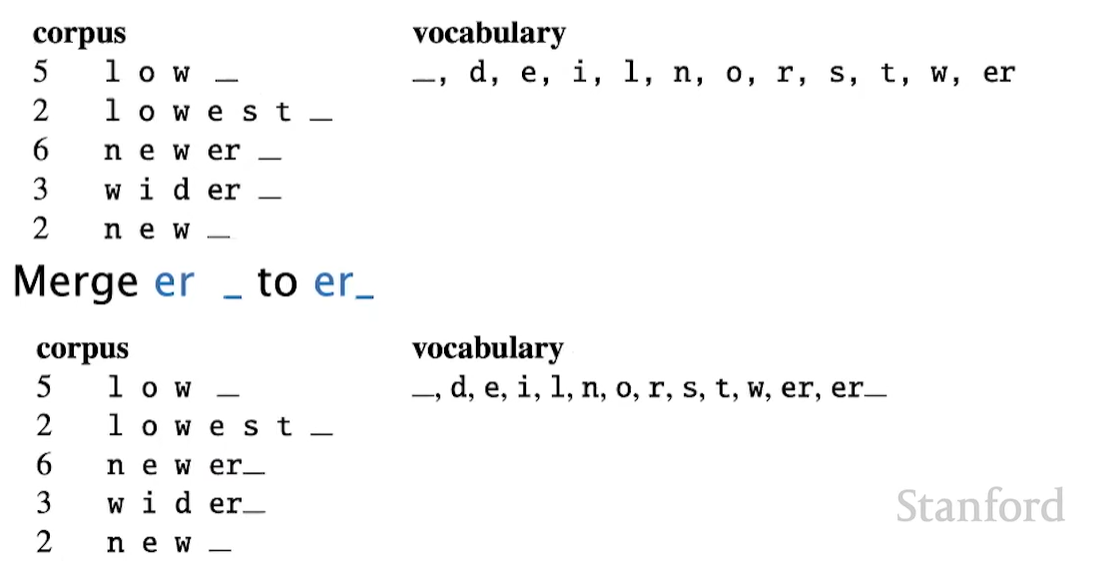 corpus vocabulary
5 l o w _ _, d, e, i, l, n, o, r, s, t, w, er
2 l o w e s t _
6 n e w er _
3 w i d er _
2 n e w _
Merge er _ to er_
corpus vocabulary
5 l o w _ _, d, e, i, l, n, o, r, s, t, w, er, er_
2 l o w e s t _
6 n e w er_
3 w i d er_
2 n e w _
Stanford